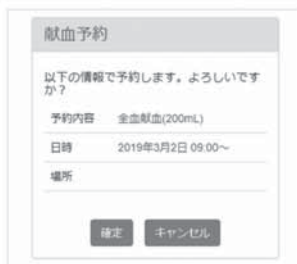 献血予約
以下の情報で予約します。よろしいです
か？
予約内容 全血献血(200mL)
日時 2019年3月2日 09:00～
場所
確定 キャンセル